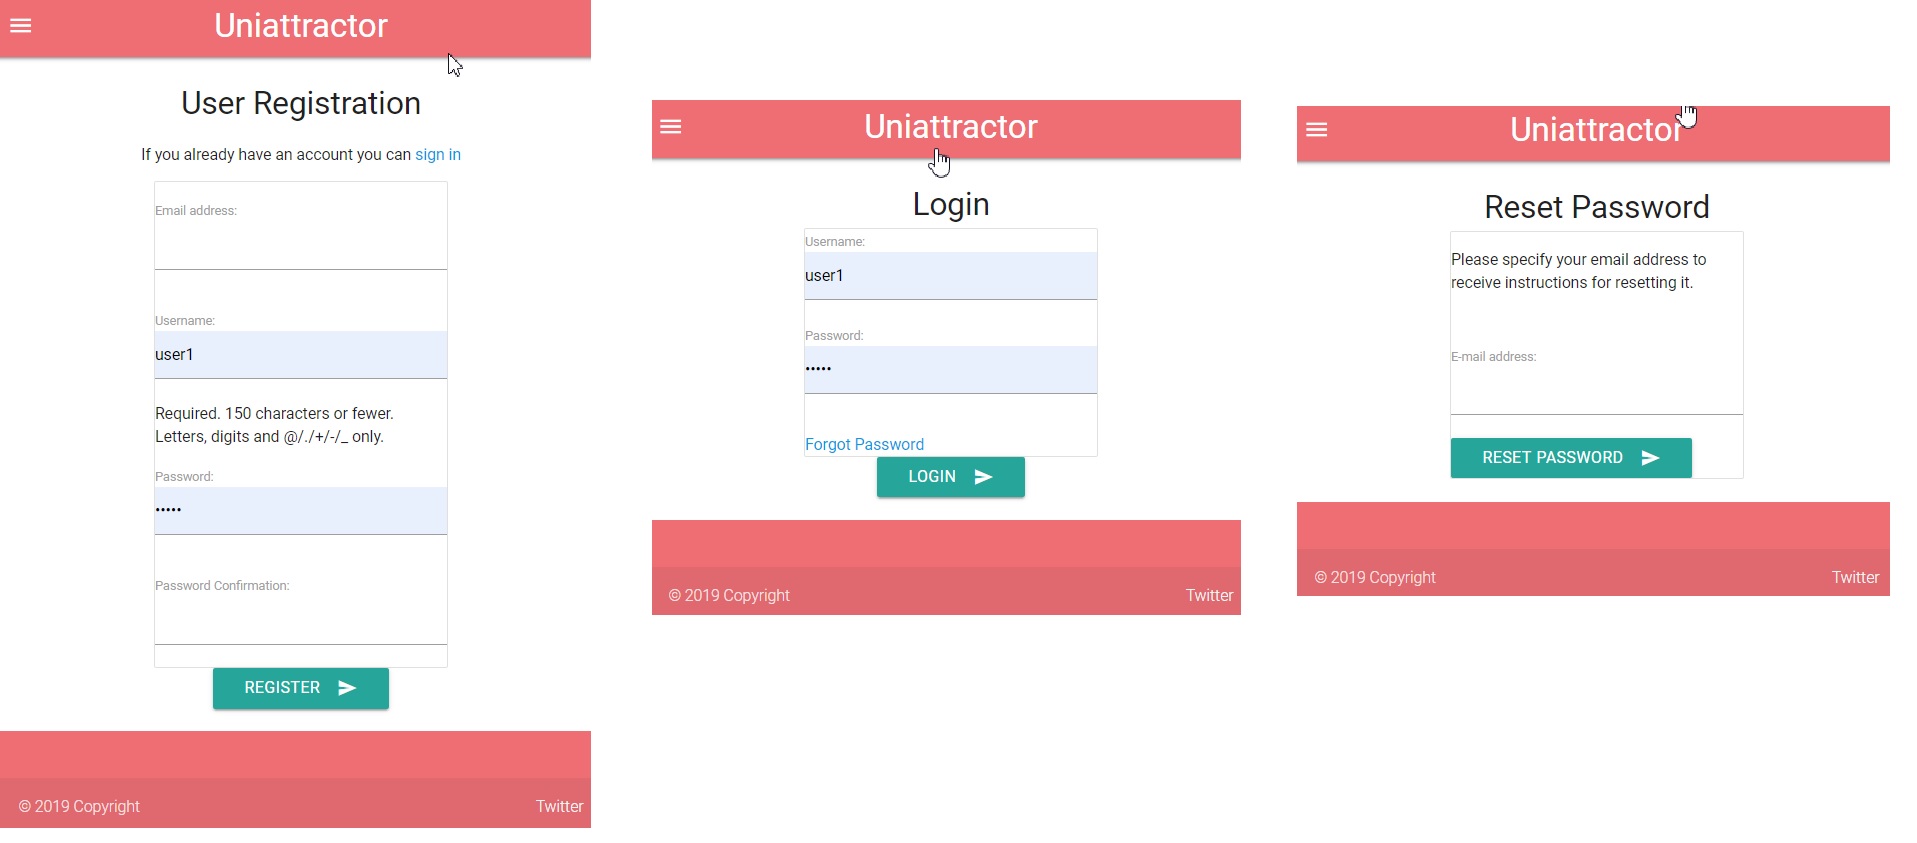 Uniattractor
User Registration
If you already have an account you can sign in
Email address:
Username:
user1
Required. 150 characters or fewer.
Letters, digits and @/./+/-/_ only.
Password:
•••••
Password Confirmation:
REGISTER
© 2019 Copyright
Twitter
Uniattractor
Login
Username:
user1
Password:
•••••
Forgot Password
LOGIN
© 2019 Copyright
Twitter
Uniattractor
Reset Password
Please specify your email address to
receive instructions for resetting it.
E-mail address:
RESET PASSWORD
© 2019 Copyright
Twitter